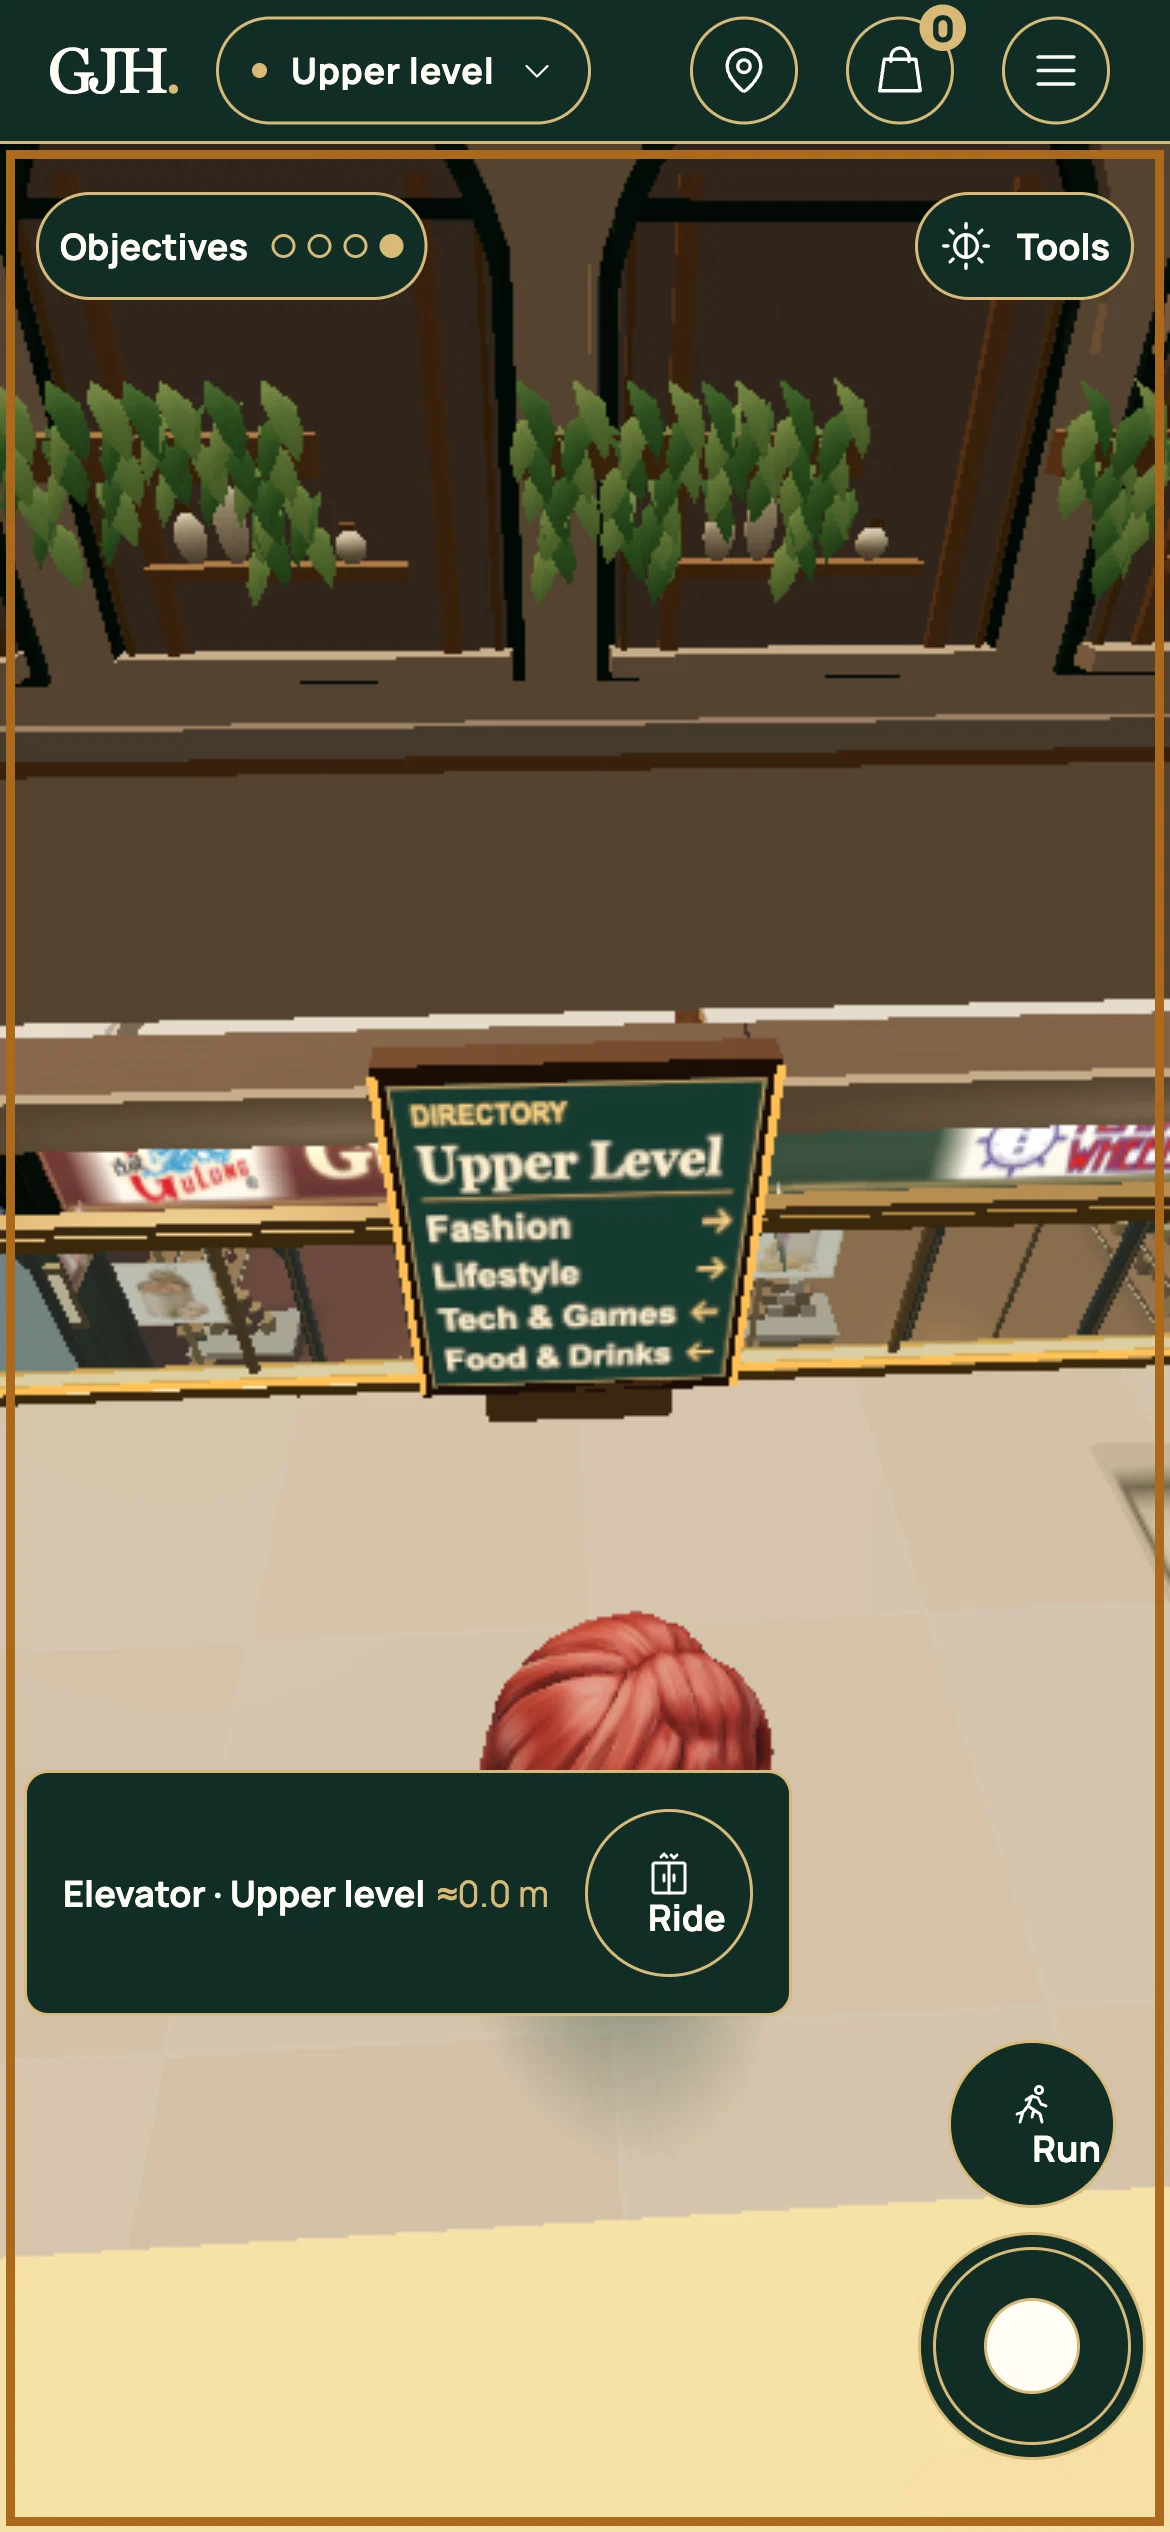 GJH.
Upper level
0
Objectives
Tools
DIRECTORY
Upper Level
Fashion →
Lifestyle →
Tech & Games ←
Food & Drinks ←
Elevator · Upper level ≈0.0 m
Ride
Run